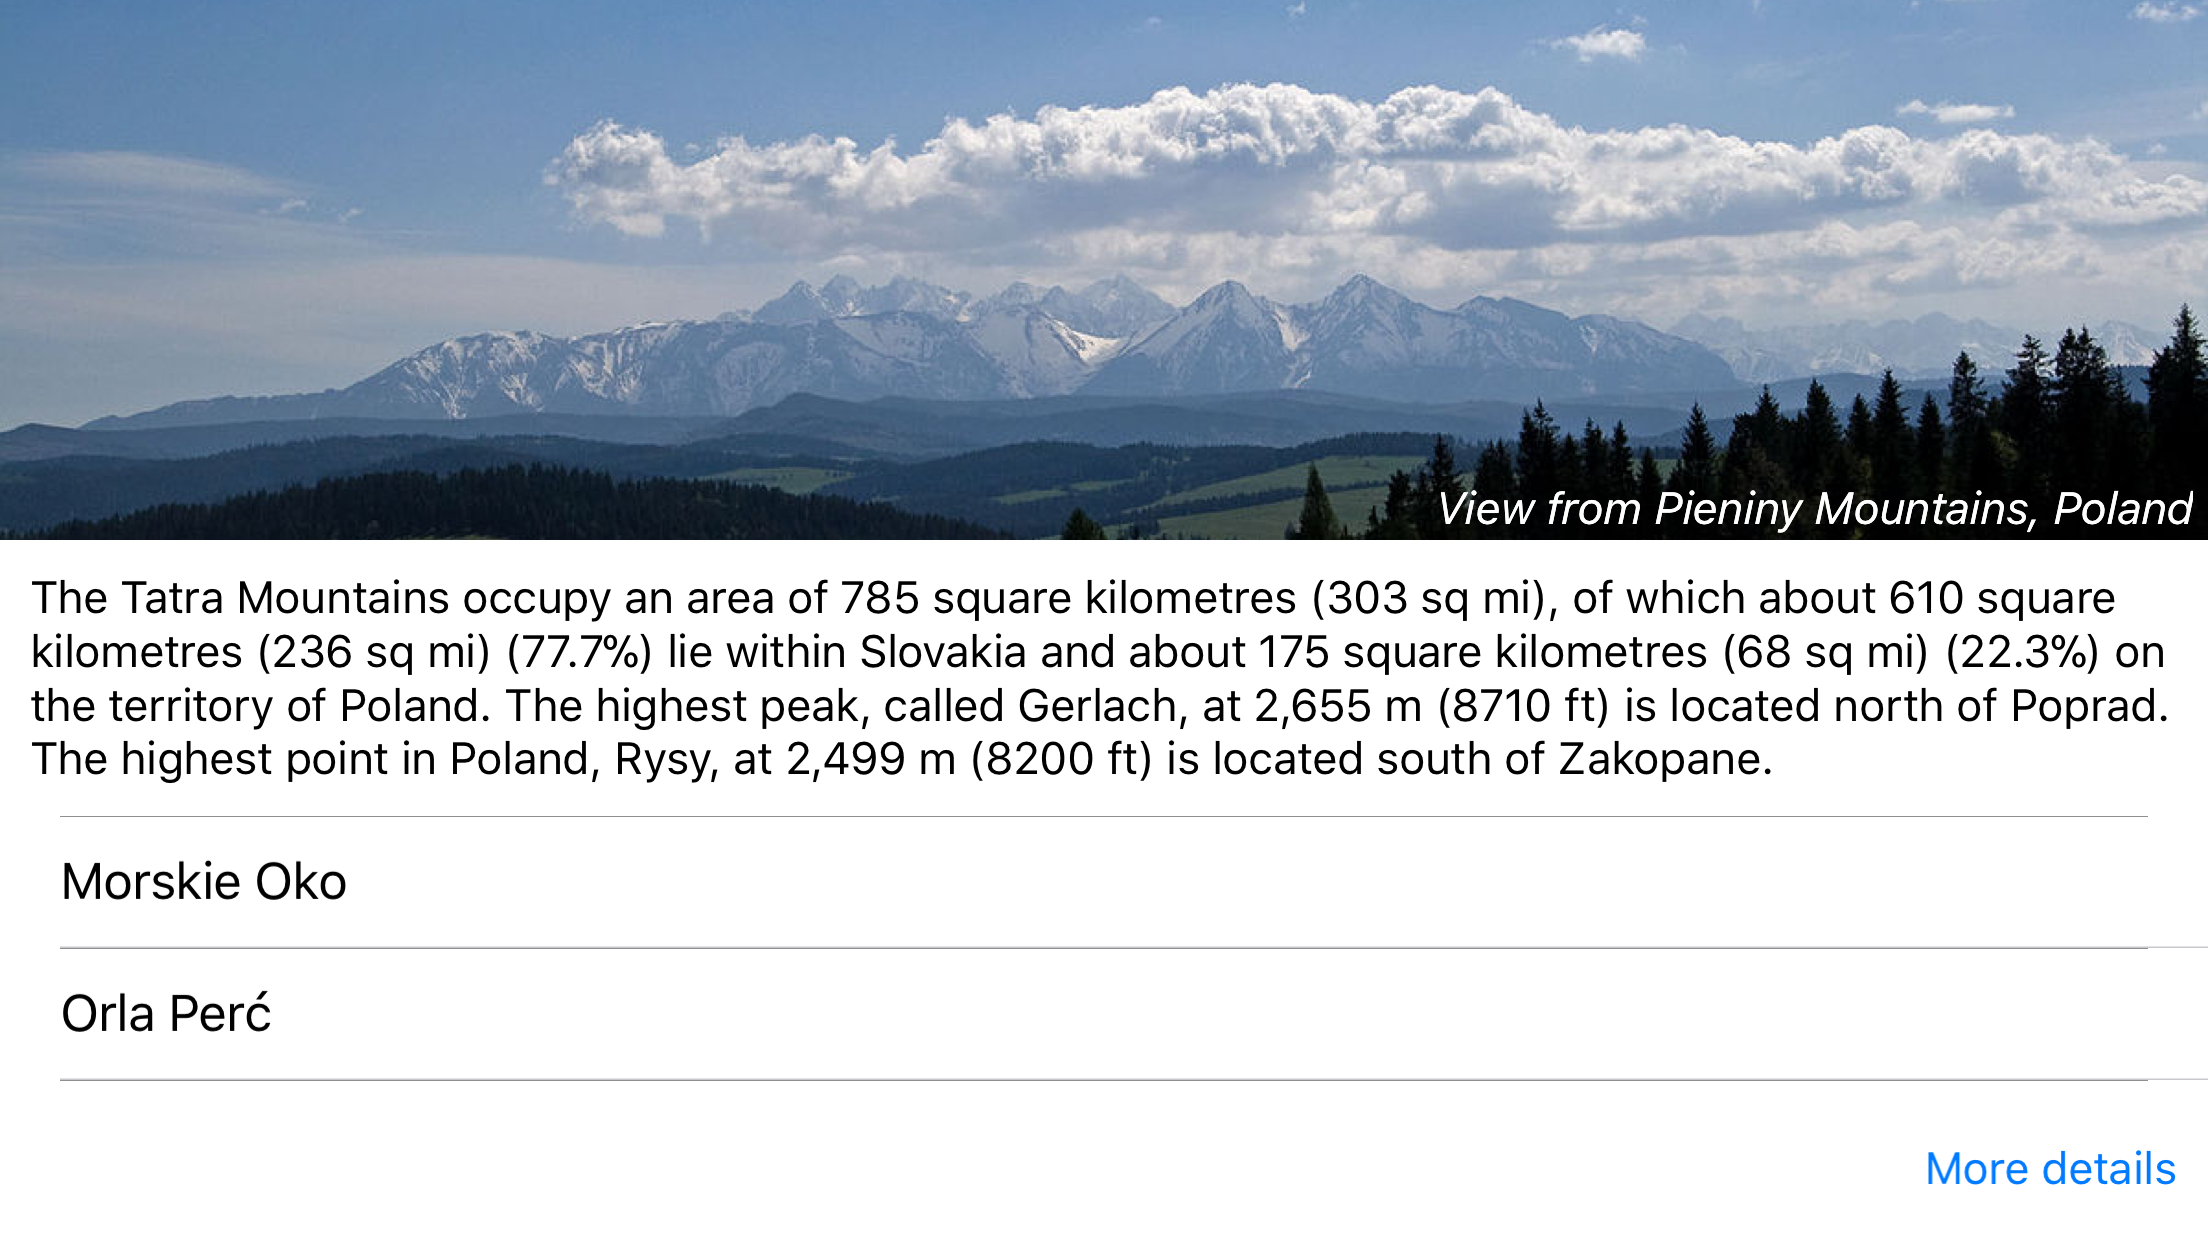 View from Pieniny Mountains, Poland
The Tatra Mountains occupy an area of 785 square kilometres (303 sq mi), of which about 610 square
kilometres (236 sq mi) (77.7%) lie within Slovakia and about 175 square kilometres (68 sq mi) (22.3%) on
the territory of Poland. The highest peak, called Gerlach, at 2,655 m (8710 ft) is located north of Poprad.
The highest point in Poland, Rysy, at 2,499 m (8200 ft) is located south of Zakopane.
Morskie Oko
Orla Perć
More details